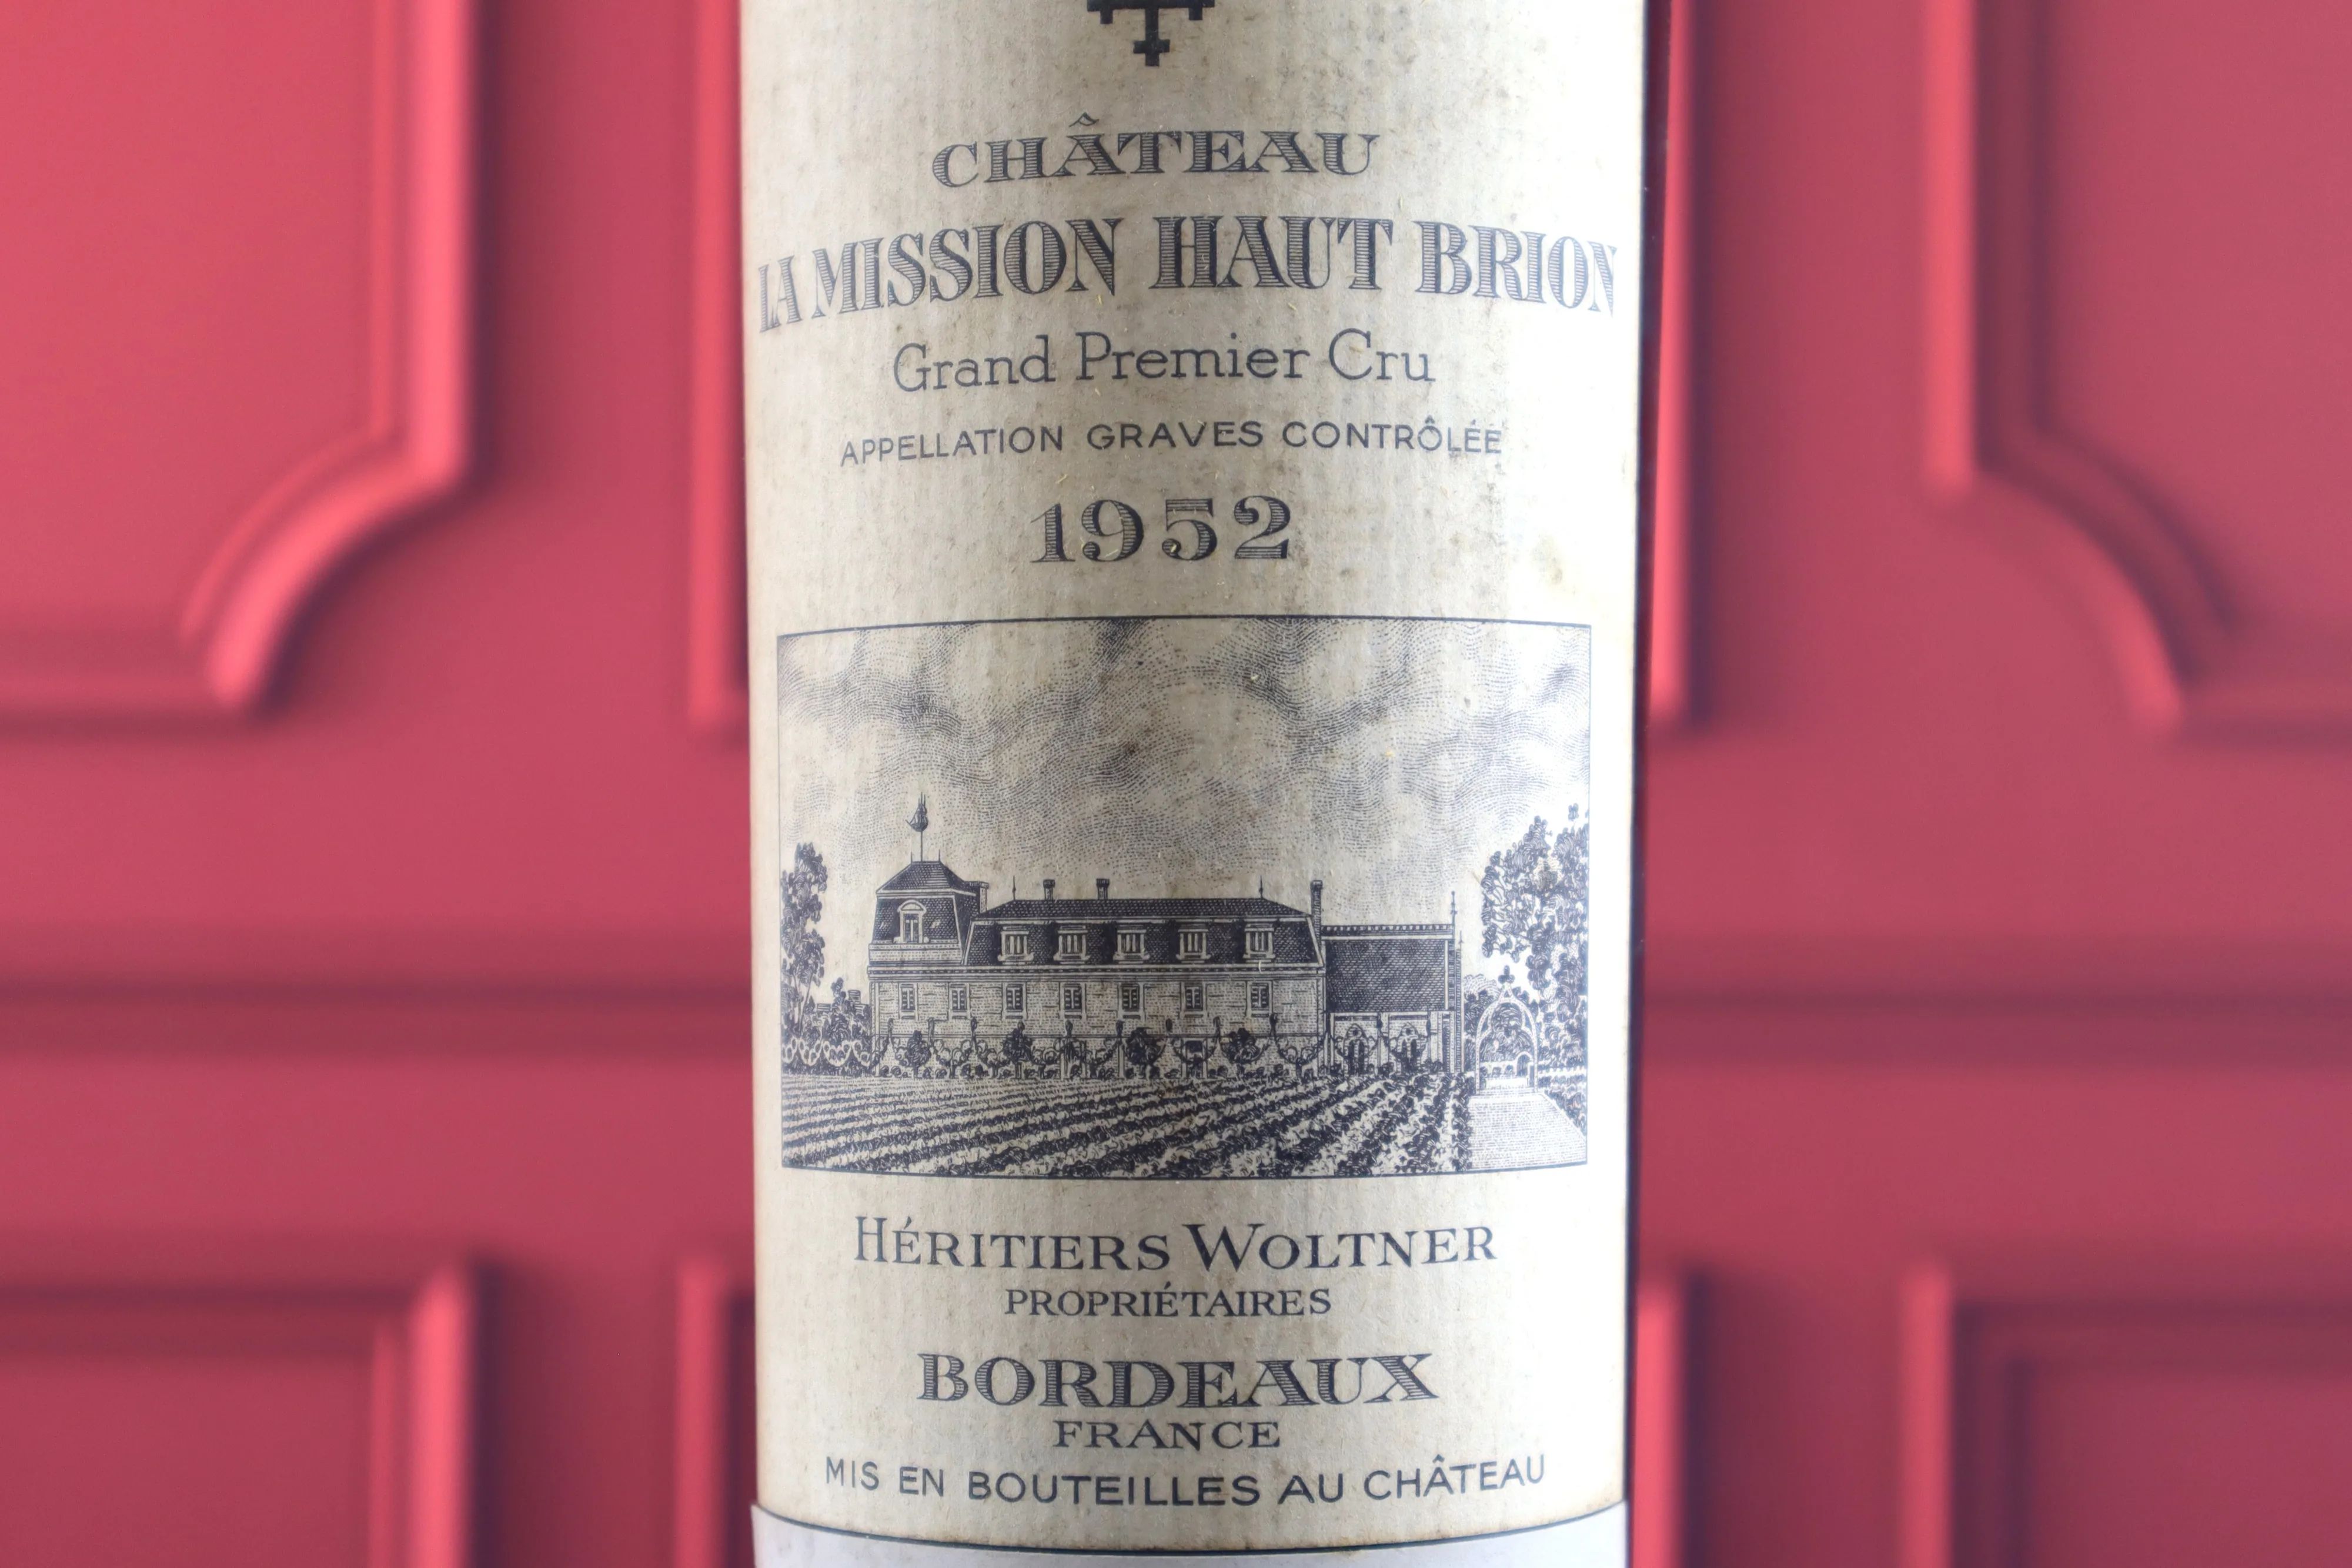 CHÂTEAU
LA MISSION HAUT BRION
Grand Premier Cru
APPELLATION GRAVES CONTRÔLÉE
1952
HÉRITIERS WOLTNER
PROPRIÉTAIRES
BORDEAUX
FRANCE
MIS EN BOUTEILLES AU CHÂTEAU